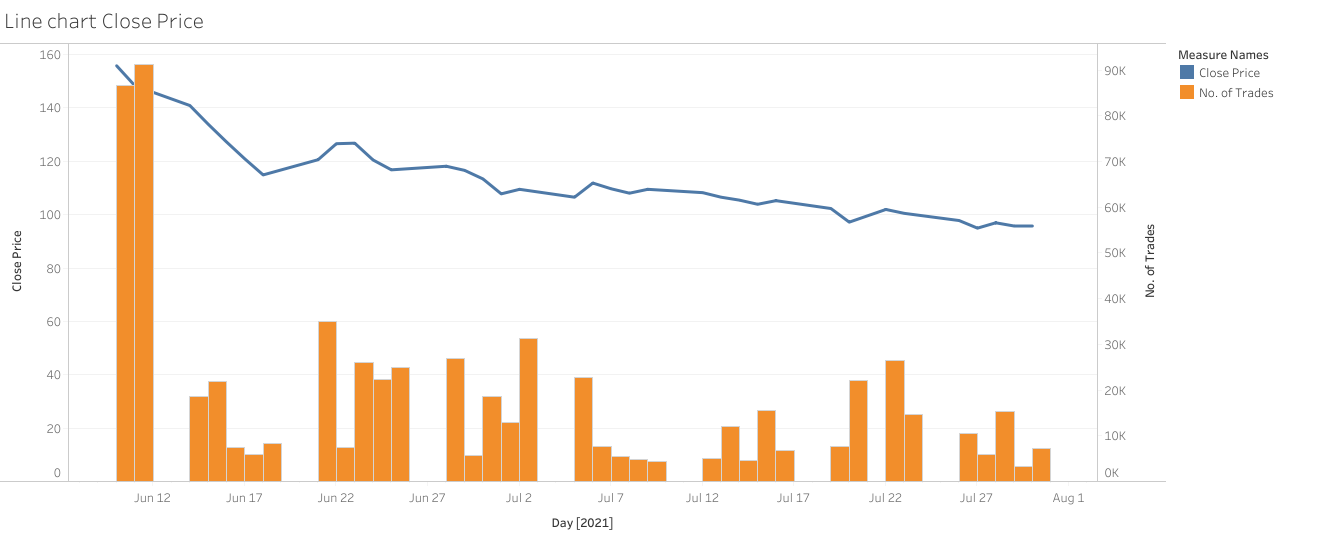 Line chart Close Price
160
140
120
100
80
60
40
20
0
Close Price
90K
80K
70K
60K
50K
40K
30K
20K
10K
0K
No. of Trades
Jun 12
Jun 17
Jun 22
Jun 27
Jul 2
Jul 7
Jul 12
Jul 17
Jul 22
Jul 27
Aug 1
Day [2021]
Measure Names
Close Price
No. of Trades